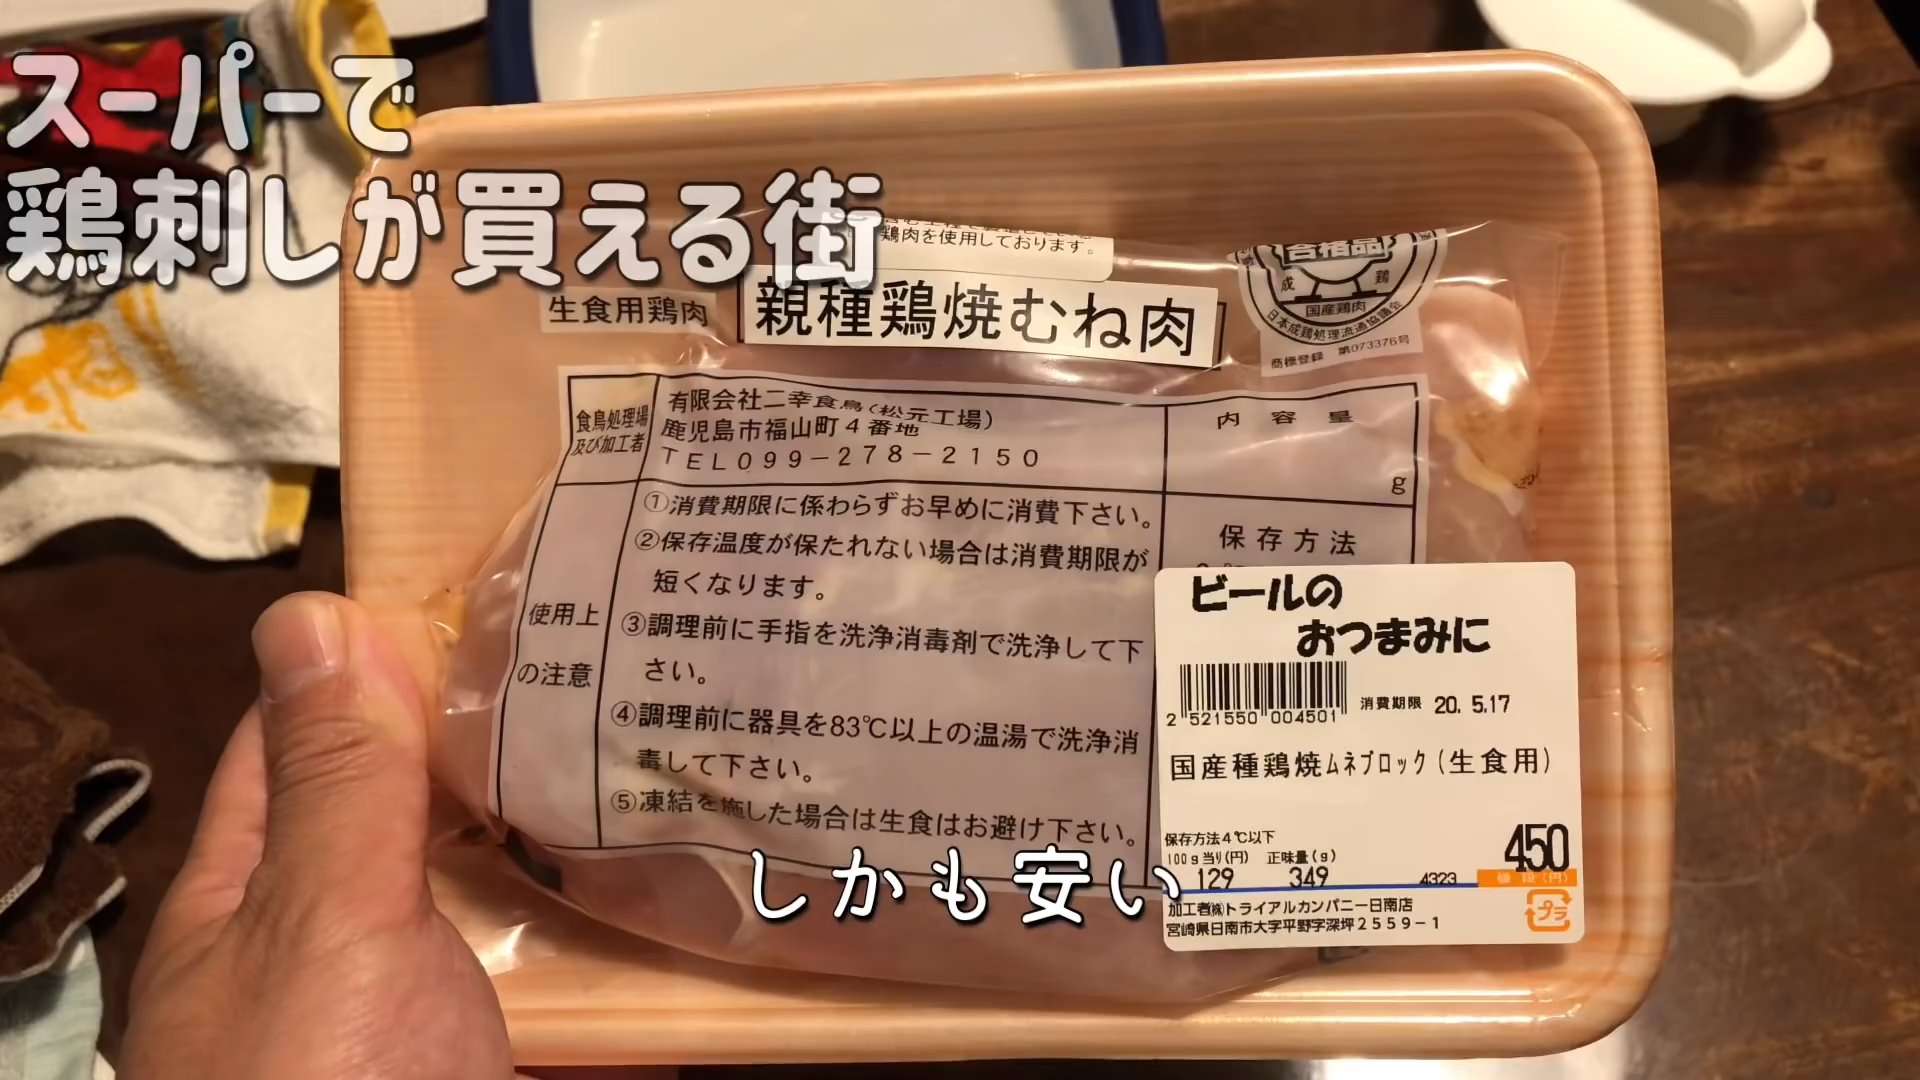 スーパーで
鶏刺しが買える街
鶏肉を使用しております。
生食用鶏肉
親種鶏焼むね肉
合格品
成 鶏
国産鶏肉
日本成鶏処理流通協議会
商標登録 第073376号
食鳥処理場
及び加工者
有限会社二幸食鳥(松元工場)
鹿児島市福山町4番地
TEL099-278-2150
内容量
g
使用上
の注意
①消費期限に係わらずお早めに消費下さい。
②保存温度が保たれない場合は消費期限が
短くなります。
③調理前に手指を洗浄消毒剤で洗浄して下
さい。
④調理前に器具を83℃以上の温湯で洗浄消
毒して下さい。
⑤凍結を施した場合は生食はお避け下さい。
保存方法
ビールの
おつまみに
2 521550 004501
消費期限 20. 5.17
国産種鶏焼ムネブロック(生食用)
保存方法4℃以下
100g当り(円) 正味量(g)
129 349 4323
450
値段(円)
加工者㈱トライアルカンパニー日南店
宮崎県日南市大字平野字深坪2559-1
プラ
しかも安い